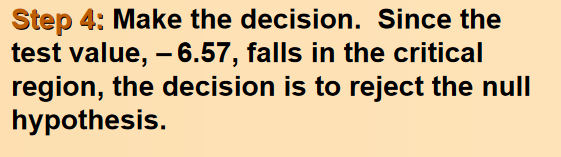 Step 4: Make the decision.  Since the
test value, – 6.57, falls in the critical
region, the decision is to reject the null
hypothesis.